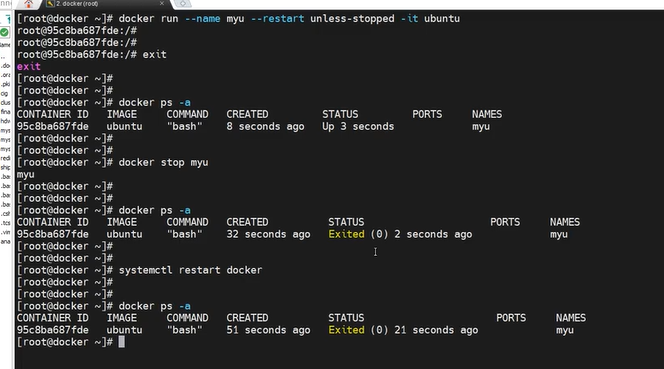 2. docker (root)
[root@docker ~]# docker run --name myu --restart unless-stopped -it ubuntu
root@95c8ba687fde:/#
root@95c8ba687fde:/#
root@95c8ba687fde:/# exit
exit
[root@docker ~]#
[root@docker ~]#
[root@docker ~]# docker ps -a
CONTAINER ID IMAGE COMMAND CREATED STATUS PORTS NAMES
95c8ba687fde ubuntu "bash" 8 seconds ago Up 3 seconds myu
[root@docker ~]#
[root@docker ~]#
[root@docker ~]# docker stop myu
myu
[root@docker ~]#
[root@docker ~]#
[root@docker ~]# docker ps -a
CONTAINER ID IMAGE COMMAND CREATED STATUS PORTS NAMES
95c8ba687fde ubuntu "bash" 32 seconds ago Exited (0) 2 seconds ago myu
[root@docker ~]#
[root@docker ~]#
[root@docker ~]# systemctl restart docker
[root@docker ~]#
[root@docker ~]#
[root@docker ~]# docker ps -a
CONTAINER ID IMAGE COMMAND CREATED STATUS PORTS NAMES
95c8ba687fde ubuntu "bash" 51 seconds ago Exited (0) 21 seconds ago myu
[root@docker ~]#